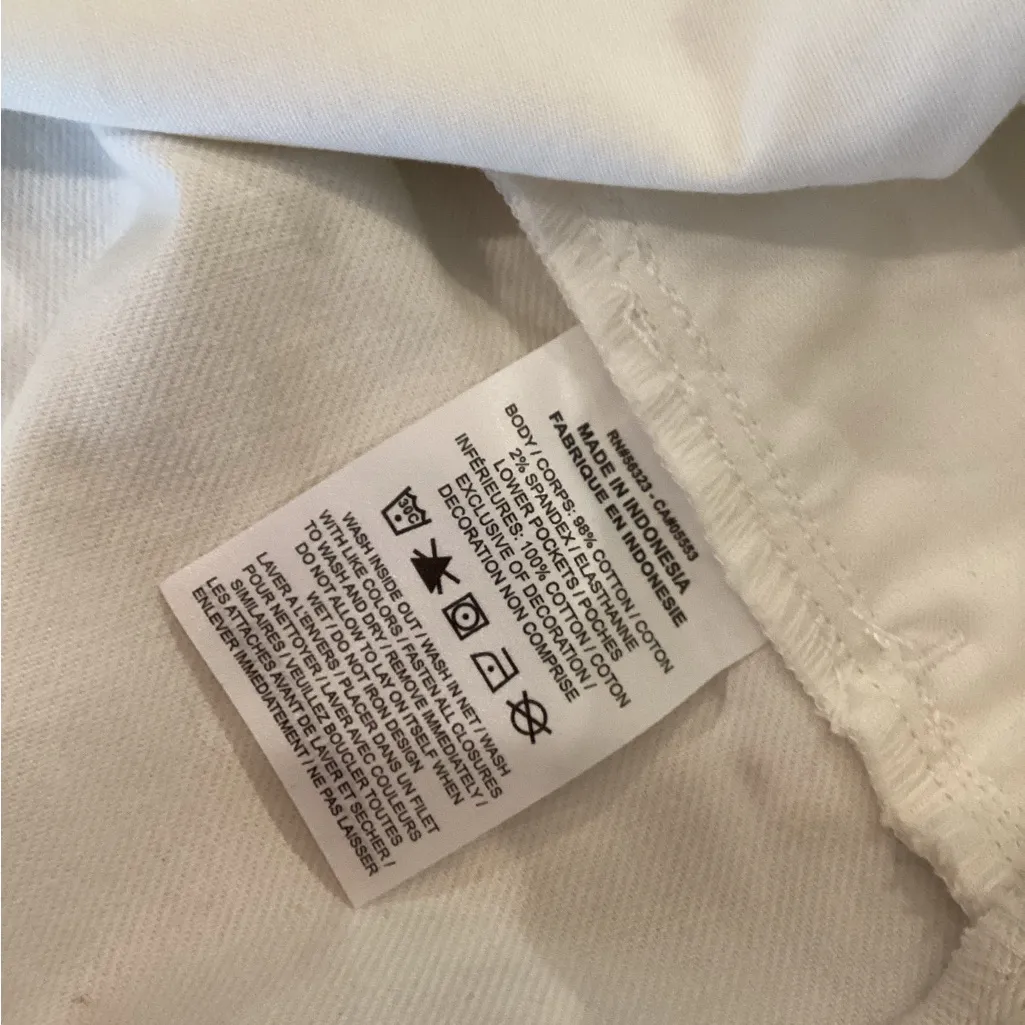 RN#56323 - CA#05553
MADE IN INDONESIA
FABRIQUE EN INDONESIE
BODY / CORPS: 98% COTTON / COTON
2% SPANDEX / ELASTHANNE
LOWER POCKETS / POCHES
INFÉRIEURES: 100% COTTON / COTON
EXCLUSIVE OF DECORATION /
DECORATION NON COMPRISE
30C
WASH INSIDE OUT / WASH IN NET / WASH
WITH LIKE COLORS / FASTEN ALL CLOSURES
TO WASH AND DRY / REMOVE IMMEDIATELY /
DO NOT ALLOW TO LAY ON ITSELF WHEN
WET / DO NOT IRON DESIGN
LAVER A L'ENVERS / PLACER DANS UN FILET
POUR NETTOYER / LAVER AVEC COULEURS
SIMILAIRES / VEUILLEZ BOUCLER TOUTES
LES ATTACHES AVANT DE LAVER ET SECHER /
ENLEVER IMMEDIATEMENT / NE PAS LAISSER